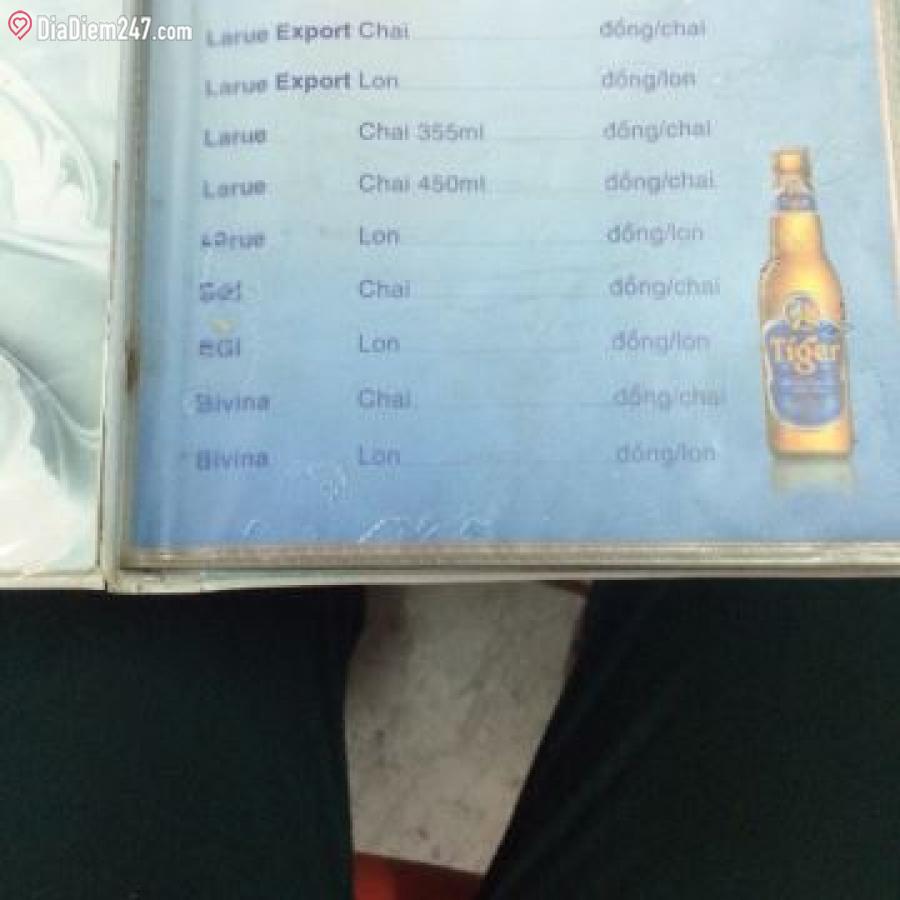 DiaDiem247.com
Larue Export Chai đồng/chai
Larue Export Lon đồng/lon
Larue Chai 355ml đồng/chai
Larue Chai 450ml đồng/chai
Larue Lon đồng/lon
Chai đồng/chai
BGI Lon đồng/lon
Bivina Chai đồng/chai
Bivina Lon đồng/lon
Tiger